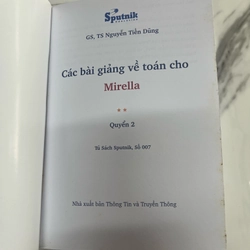 Sputnik
EDUCATION
GS. TS Nguyễn Tiến Dũng
Các bài giảng về toán cho
Mirella
Quyển 2
Tủ Sách Sputnik, Số 007
Nhà xuất bản Thông Tin và Truyền Thông